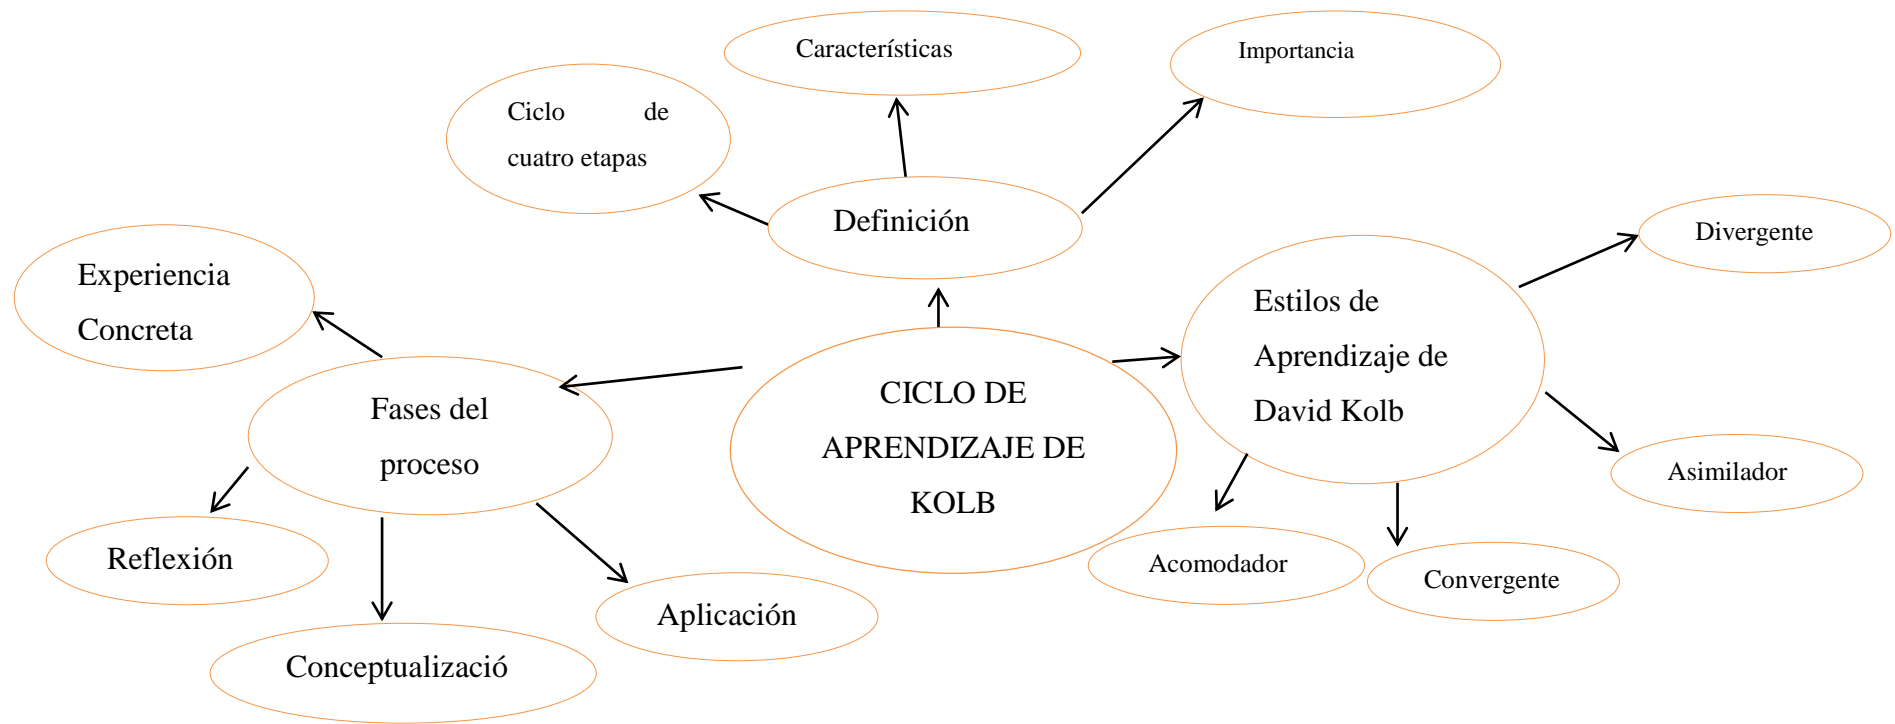 Características
Importancia
Ciclo de
cuatro etapas
Definición
Divergente
Experiencia
Concreta
Estilos de
Aprendizaje de
David Kolb
Fases del
proceso
CICLO DE
APRENDIZAJE DE
KOLB
Asimilador
Reflexión
Acomodador
Convergente
Aplicación
Conceptualizació